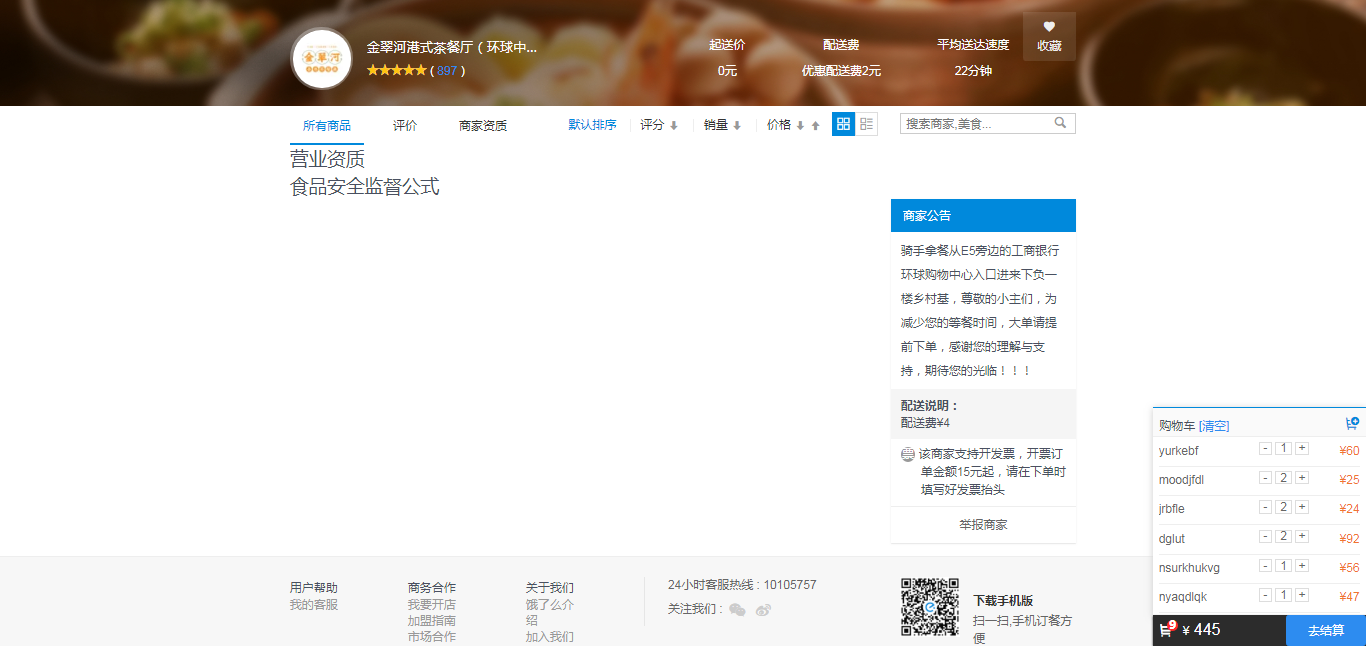 金翠河港式茶餐厅（环球中...
( 897 )
起送价
0元
配送费
优惠配送费2元
平均送达速度
22分钟
收藏
金翠河
所有商品
评价
商家资质
默认排序
评分
销量
价格
搜索商家,美食...
营业资质
食品安全监督公式
商家公告
骑手拿餐从E5旁边的工商银行
环球购物中心入口进来下负一
楼乡村基，尊敬的小主们，为
减少您的等餐时间，大单请提
前下单，感谢您的理解与支
持，期待您的光临！！！
配送说明：
配送费¥4
该商家支持开发票，开票订
单金额15元起，请在下单时
填写好发票抬头
举报商家
购物车 [清空]
yurkebf - 1 + ¥60
moodjfdl - 2 + ¥25
jrbfle - 2 + ¥24
dglut - 2 + ¥92
nsurkhukvg - 1 + ¥56
nyaqdlqk - 1 + ¥47
9 ¥ 445
去结算
用户帮助
我的客服
商务合作
我要开店
加盟指南
市场合作
关于我们
饿了么介
绍
加入我们
24小时客服热线 : 10105757
关注我们 :
下载手机版
扫一扫,手机订餐方
便